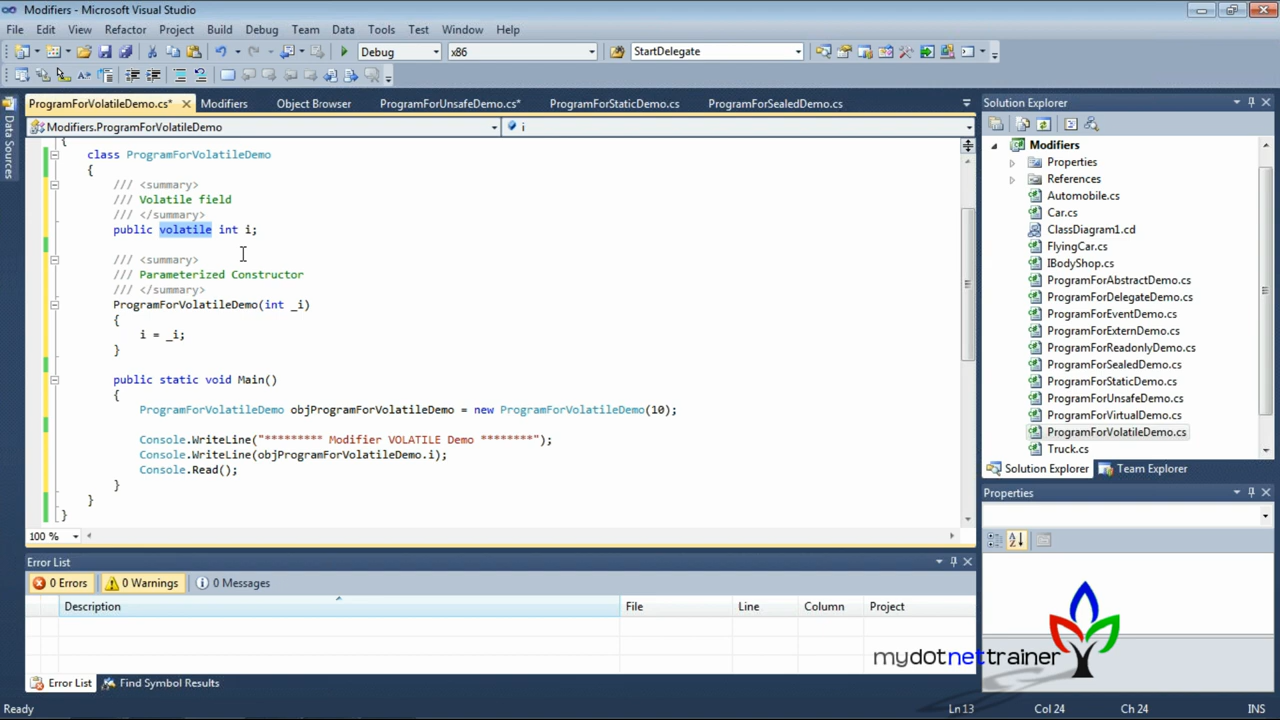 Modifiers - Microsoft Visual Studio
File Edit View Refactor Project Build Debug Team Data Tools Test Window Help
Debug x86 StartDelegate
ProgramForVolatileDemo.cs* Modifiers Object Browser ProgramForUnsafeDemo.cs* ProgramForStaticDemo.cs ProgramForSealedDemo.cs
Modifiers.ProgramForVolatileDemo i
{
class ProgramForVolatileDemo
{
/// <summary>
/// Volatile field
/// </summary>
public volatile int i;
/// <summary>
/// Parameterized Constructor
/// </summary>
ProgramForVolatileDemo(int _i)
{
i = _i;
}
public static void Main()
{
ProgramForVolatileDemo objProgramForVolatileDemo = new ProgramForVolatileDemo(10);
Console.WriteLine("********* Modifier VOLATILE Demo ********");
Console.WriteLine(objProgramForVolatileDemo.i);
Console.Read();
}
}
}
100 %
Data Sources
Solution Explorer
Modifiers
Properties
References
Automobile.cs
Car.cs
ClassDiagram1.cd
FlyingCar.cs
IBodyShop.cs
ProgramForAbstractDemo.cs
ProgramForDelegateDemo.cs
ProgramForEventDemo.cs
ProgramForExternDemo.cs
ProgramForReadonlyDemo.cs
ProgramForSealedDemo.cs
ProgramForStaticDemo.cs
ProgramForUnsafeDemo.cs
ProgramForVirtualDemo.cs
ProgramForVolatileDemo.cs
Truck.cs
Solution Explorer Team Explorer
Properties
Error List
0 Errors 0 Warnings 0 Messages
Description File Line Column Project
Error List Find Symbol Results
mydotnettrainer
Ready Ln 13 Col 24 Ch 24 INS